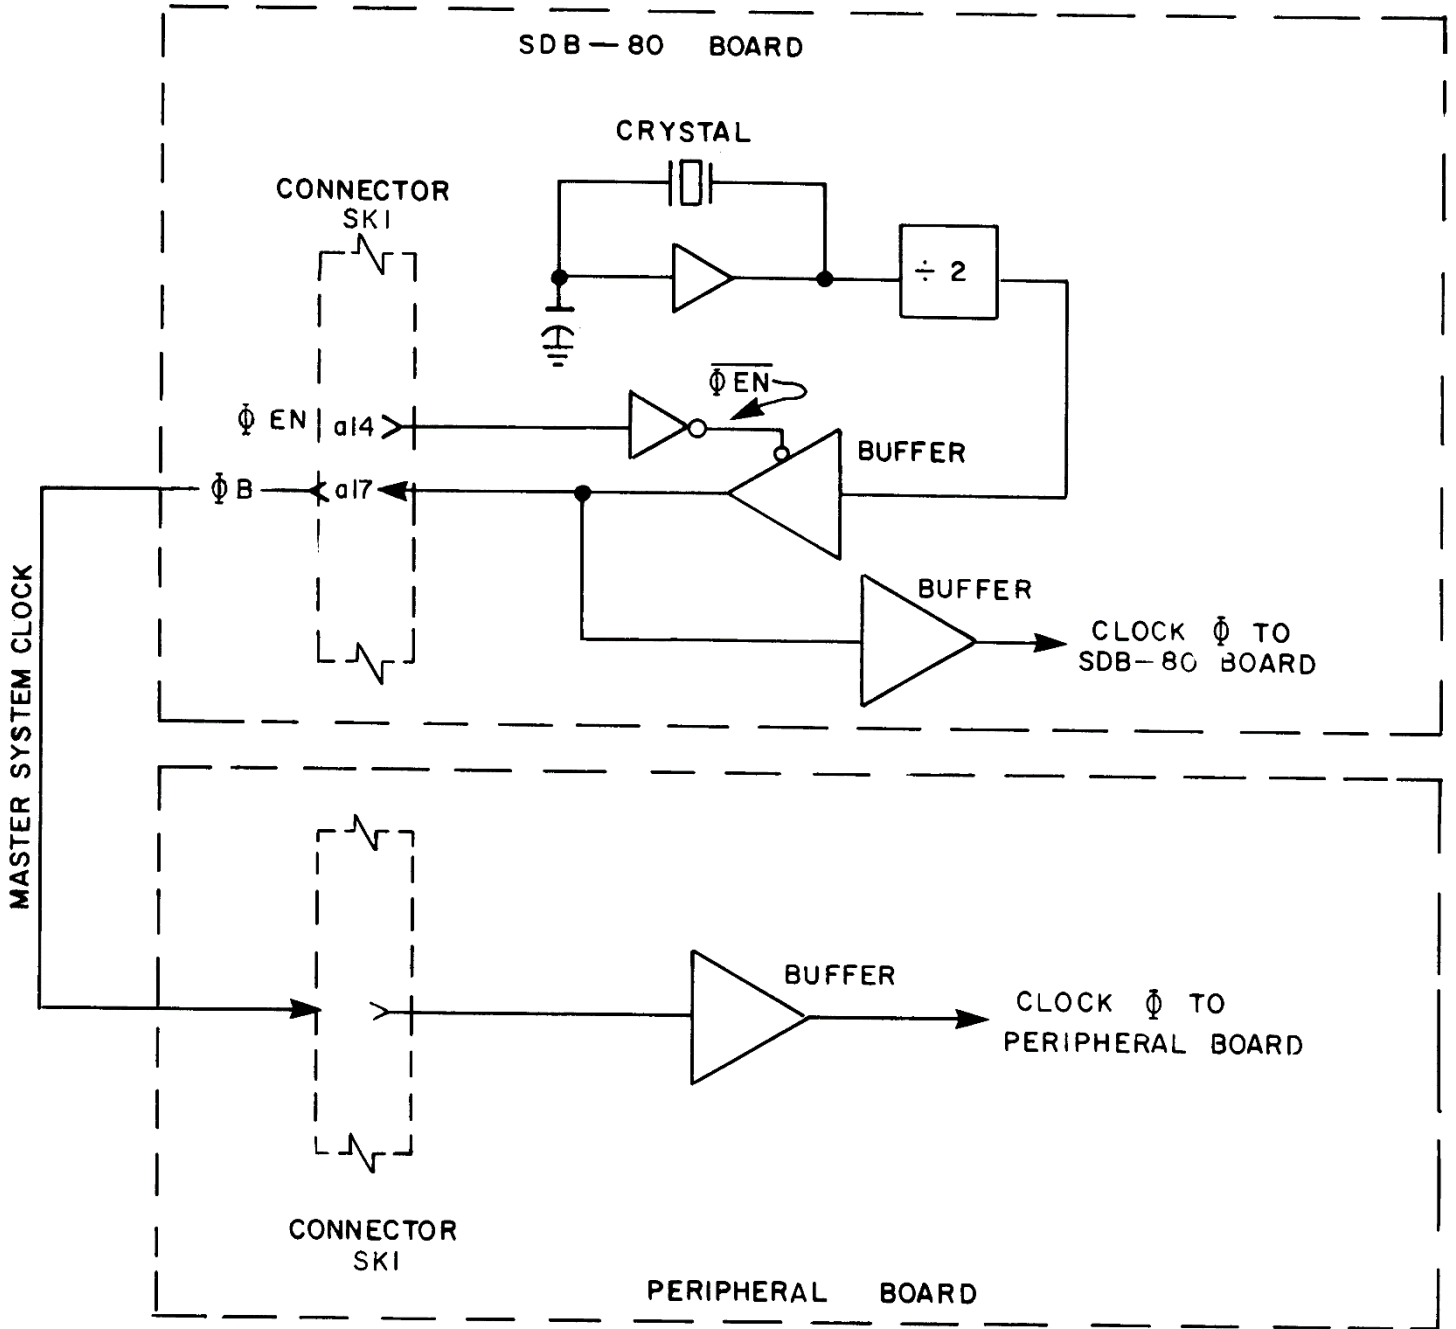 SDB-80 BOARD
CRYSTAL
CONNECTOR
SK1
÷ 2
Φ EN
BUFFER
Φ EN
a14
Φ B
a17
BUFFER
CLOCK Φ TO
SDB-80 BOARD
MASTER SYSTEM CLOCK
BUFFER
CLOCK Φ TO
PERIPHERAL BOARD
CONNECTOR
SK1
PERIPHERAL BOARD